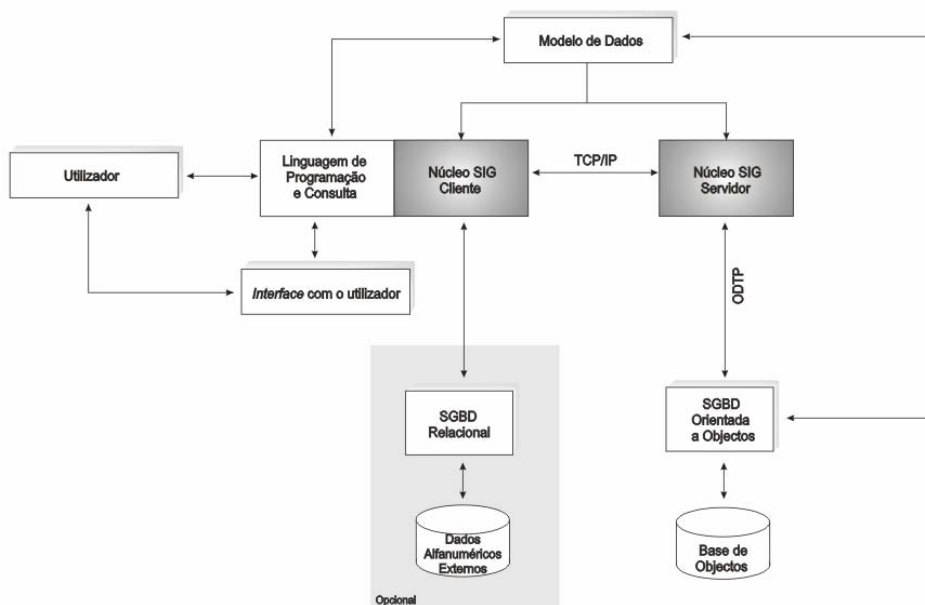 Modelo de Dados
Utilizador
Linguagem de
Programação
e Consulta
Núcleo SIG
Cliente
TCP/IP
Núcleo SIG
Servidor
Interface com o utilizador
ODTP
SGBD
Relacional
SGBD
Orientada
a Objectos
Dados
Alfanuméricos
Externos
Base de
Objectos
Opcional